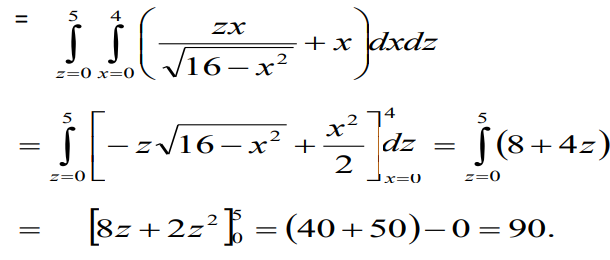 = ∫_{z=0}^{5} ∫_{x=0}^{4} ( zx / √(16 − x²) + x ) dxdz
= ∫_{z=0}^{5} [ − z√(16 − x²) + x²/2 ]_{x=0}^{4} dz = ∫_{z=0}^{5} (8 + 4z)
= [8z + 2z²]_{0}^{5} = (40 + 50) − 0 = 90.